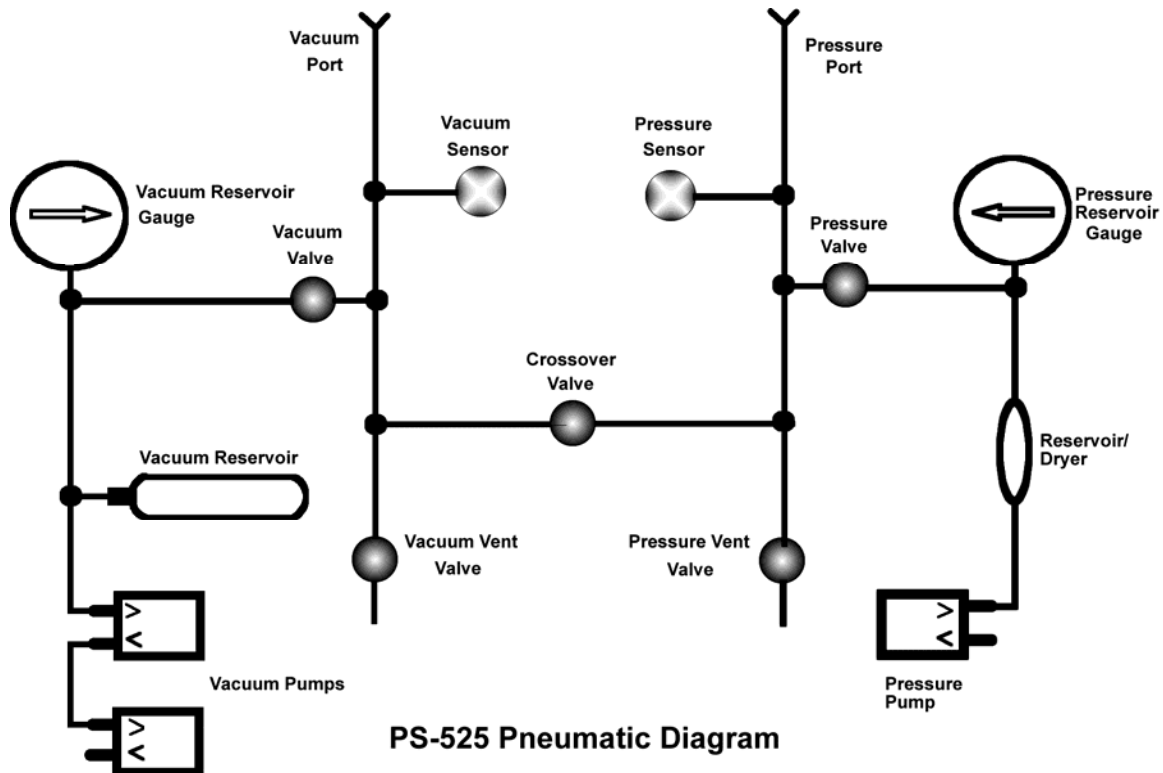 Vacuum
Port
Pressure
Port
Vacuum
Sensor
Pressure
Sensor
Vacuum Reservoir
Gauge
Pressure
Reservoir
Gauge
Vacuum
Valve
Pressure
Valve
Crossover
Valve
Vacuum Reservoir
Reservoir/
Dryer
Vacuum Vent
Valve
Pressure Vent
Valve
Vacuum Pumps
Pressure
Pump
PS-525 Pneumatic Diagram